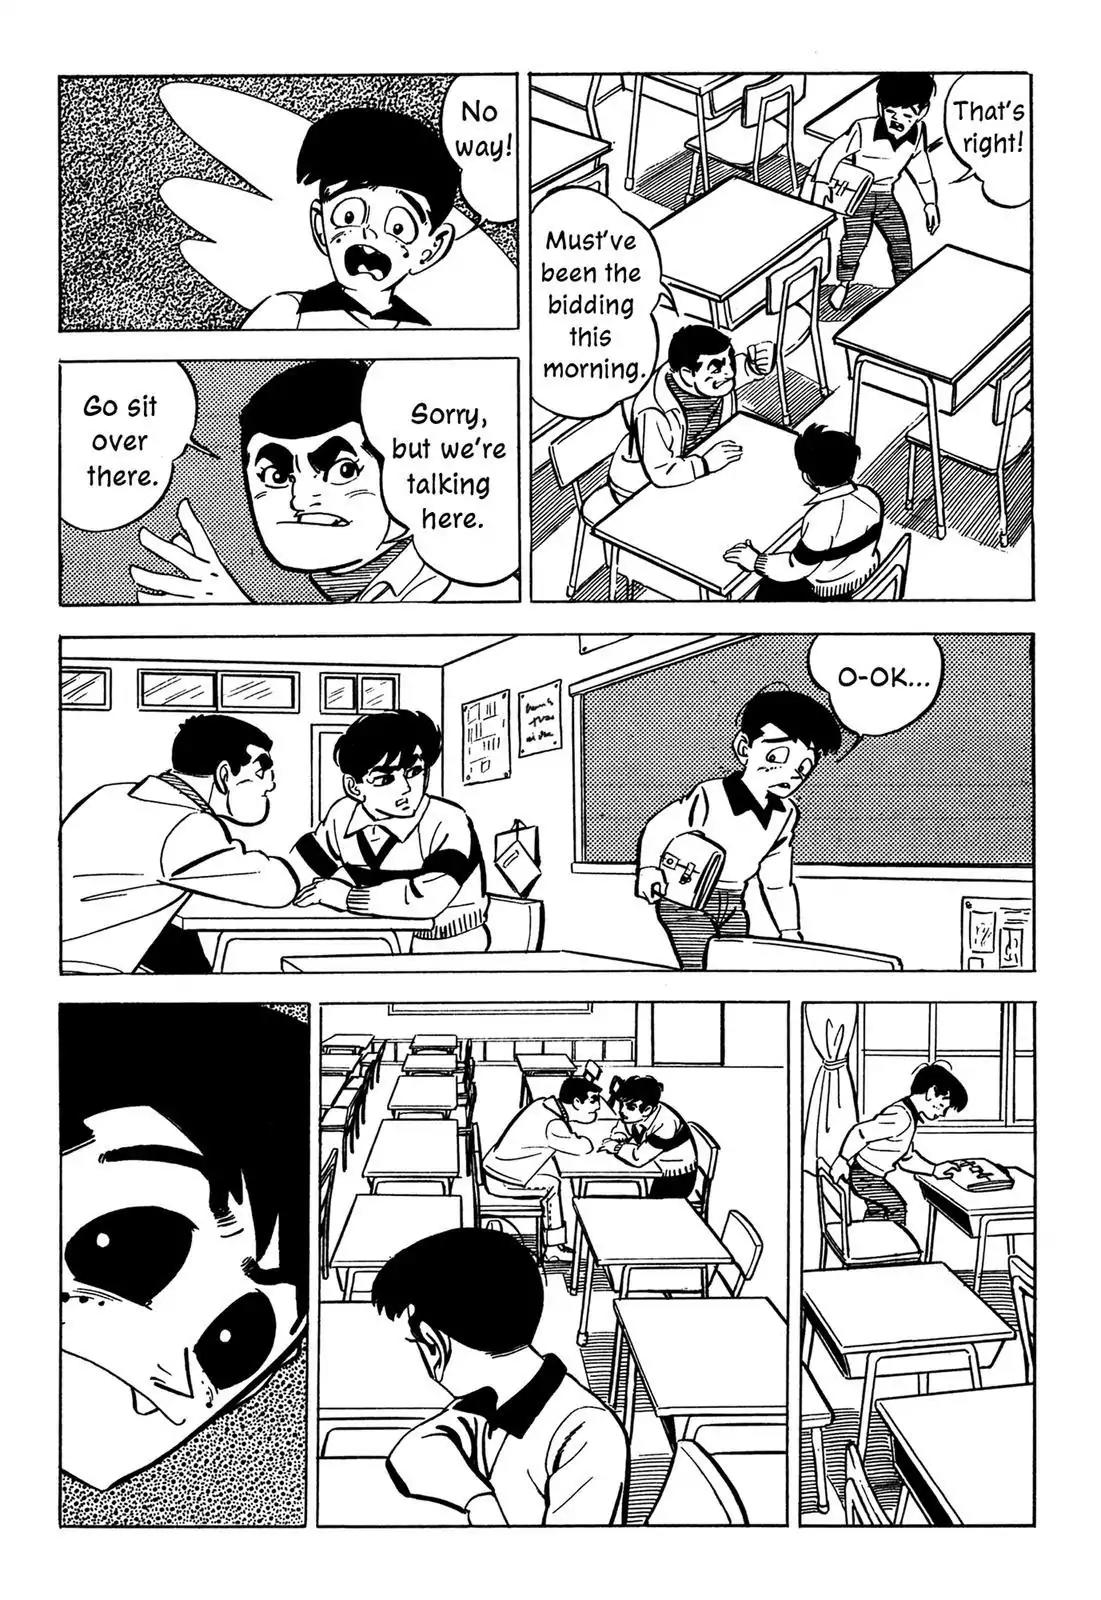 That's
right!
Must've
been the
bidding
this
morning.
No
way!
Sorry,
but we're
talking
here.
Go sit
over
there.
O-OK...